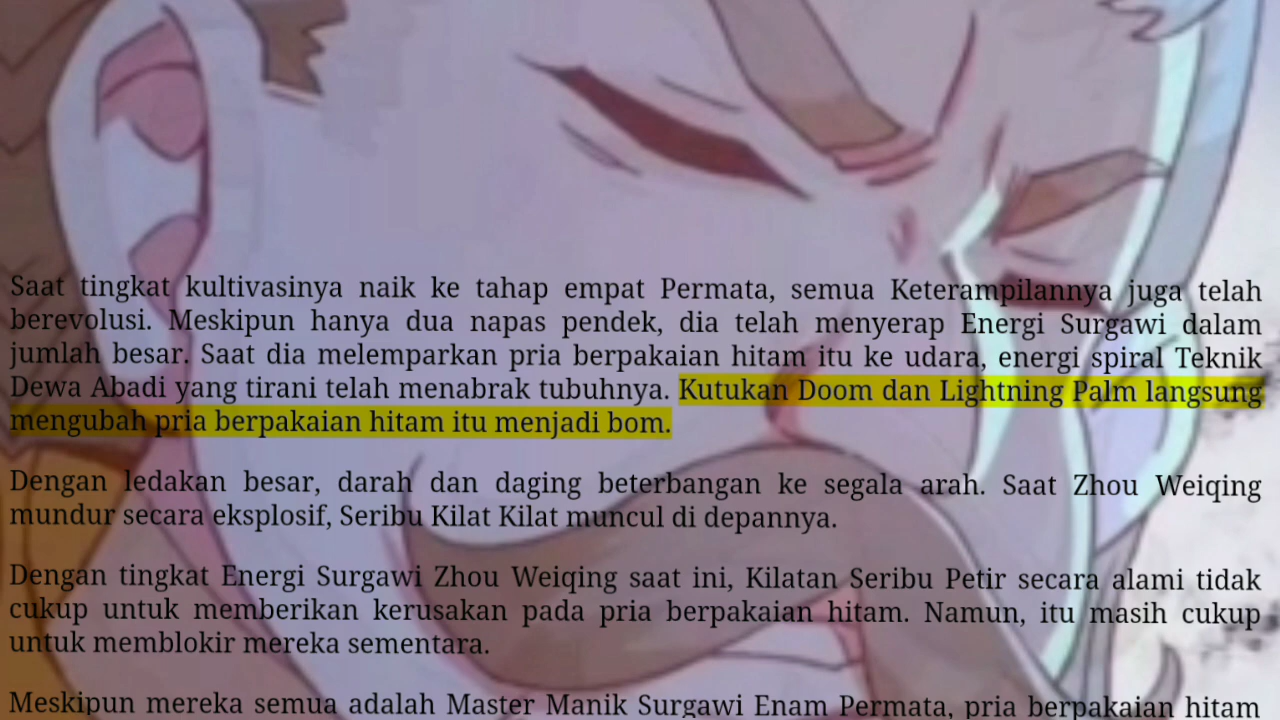 Saat tingkat kultivasinya naik ke tahap empat Permata, semua Keterampilannya juga telah
berevolusi. Meskipun hanya dua napas pendek, dia telah menyerap Energi Surgawi dalam
jumlah besar. Saat dia melemparkan pria berpakaian hitam itu ke udara, energi spiral Teknik
Dewa Abadi yang tirani telah menabrak tubuhnya. Kutukan Doom dan Lightning Palm langsung
mengubah pria berpakaian hitam itu menjadi bom.
Dengan ledakan besar, darah dan daging beterbangan ke segala arah. Saat Zhou Weiqing
mundur secara eksplosif, Seribu Kilat Kilat muncul di depannya.
Dengan tingkat Energi Surgawi Zhou Weiqing saat ini, Kilatan Seribu Petir secara alami tidak
cukup untuk memberikan kerusakan pada pria berpakaian hitam. Namun, itu masih cukup
untuk memblokir mereka sementara.
Meskipun mereka semua adalah Master Manik Surgawi Enam Permata, pria berpakaian hitam